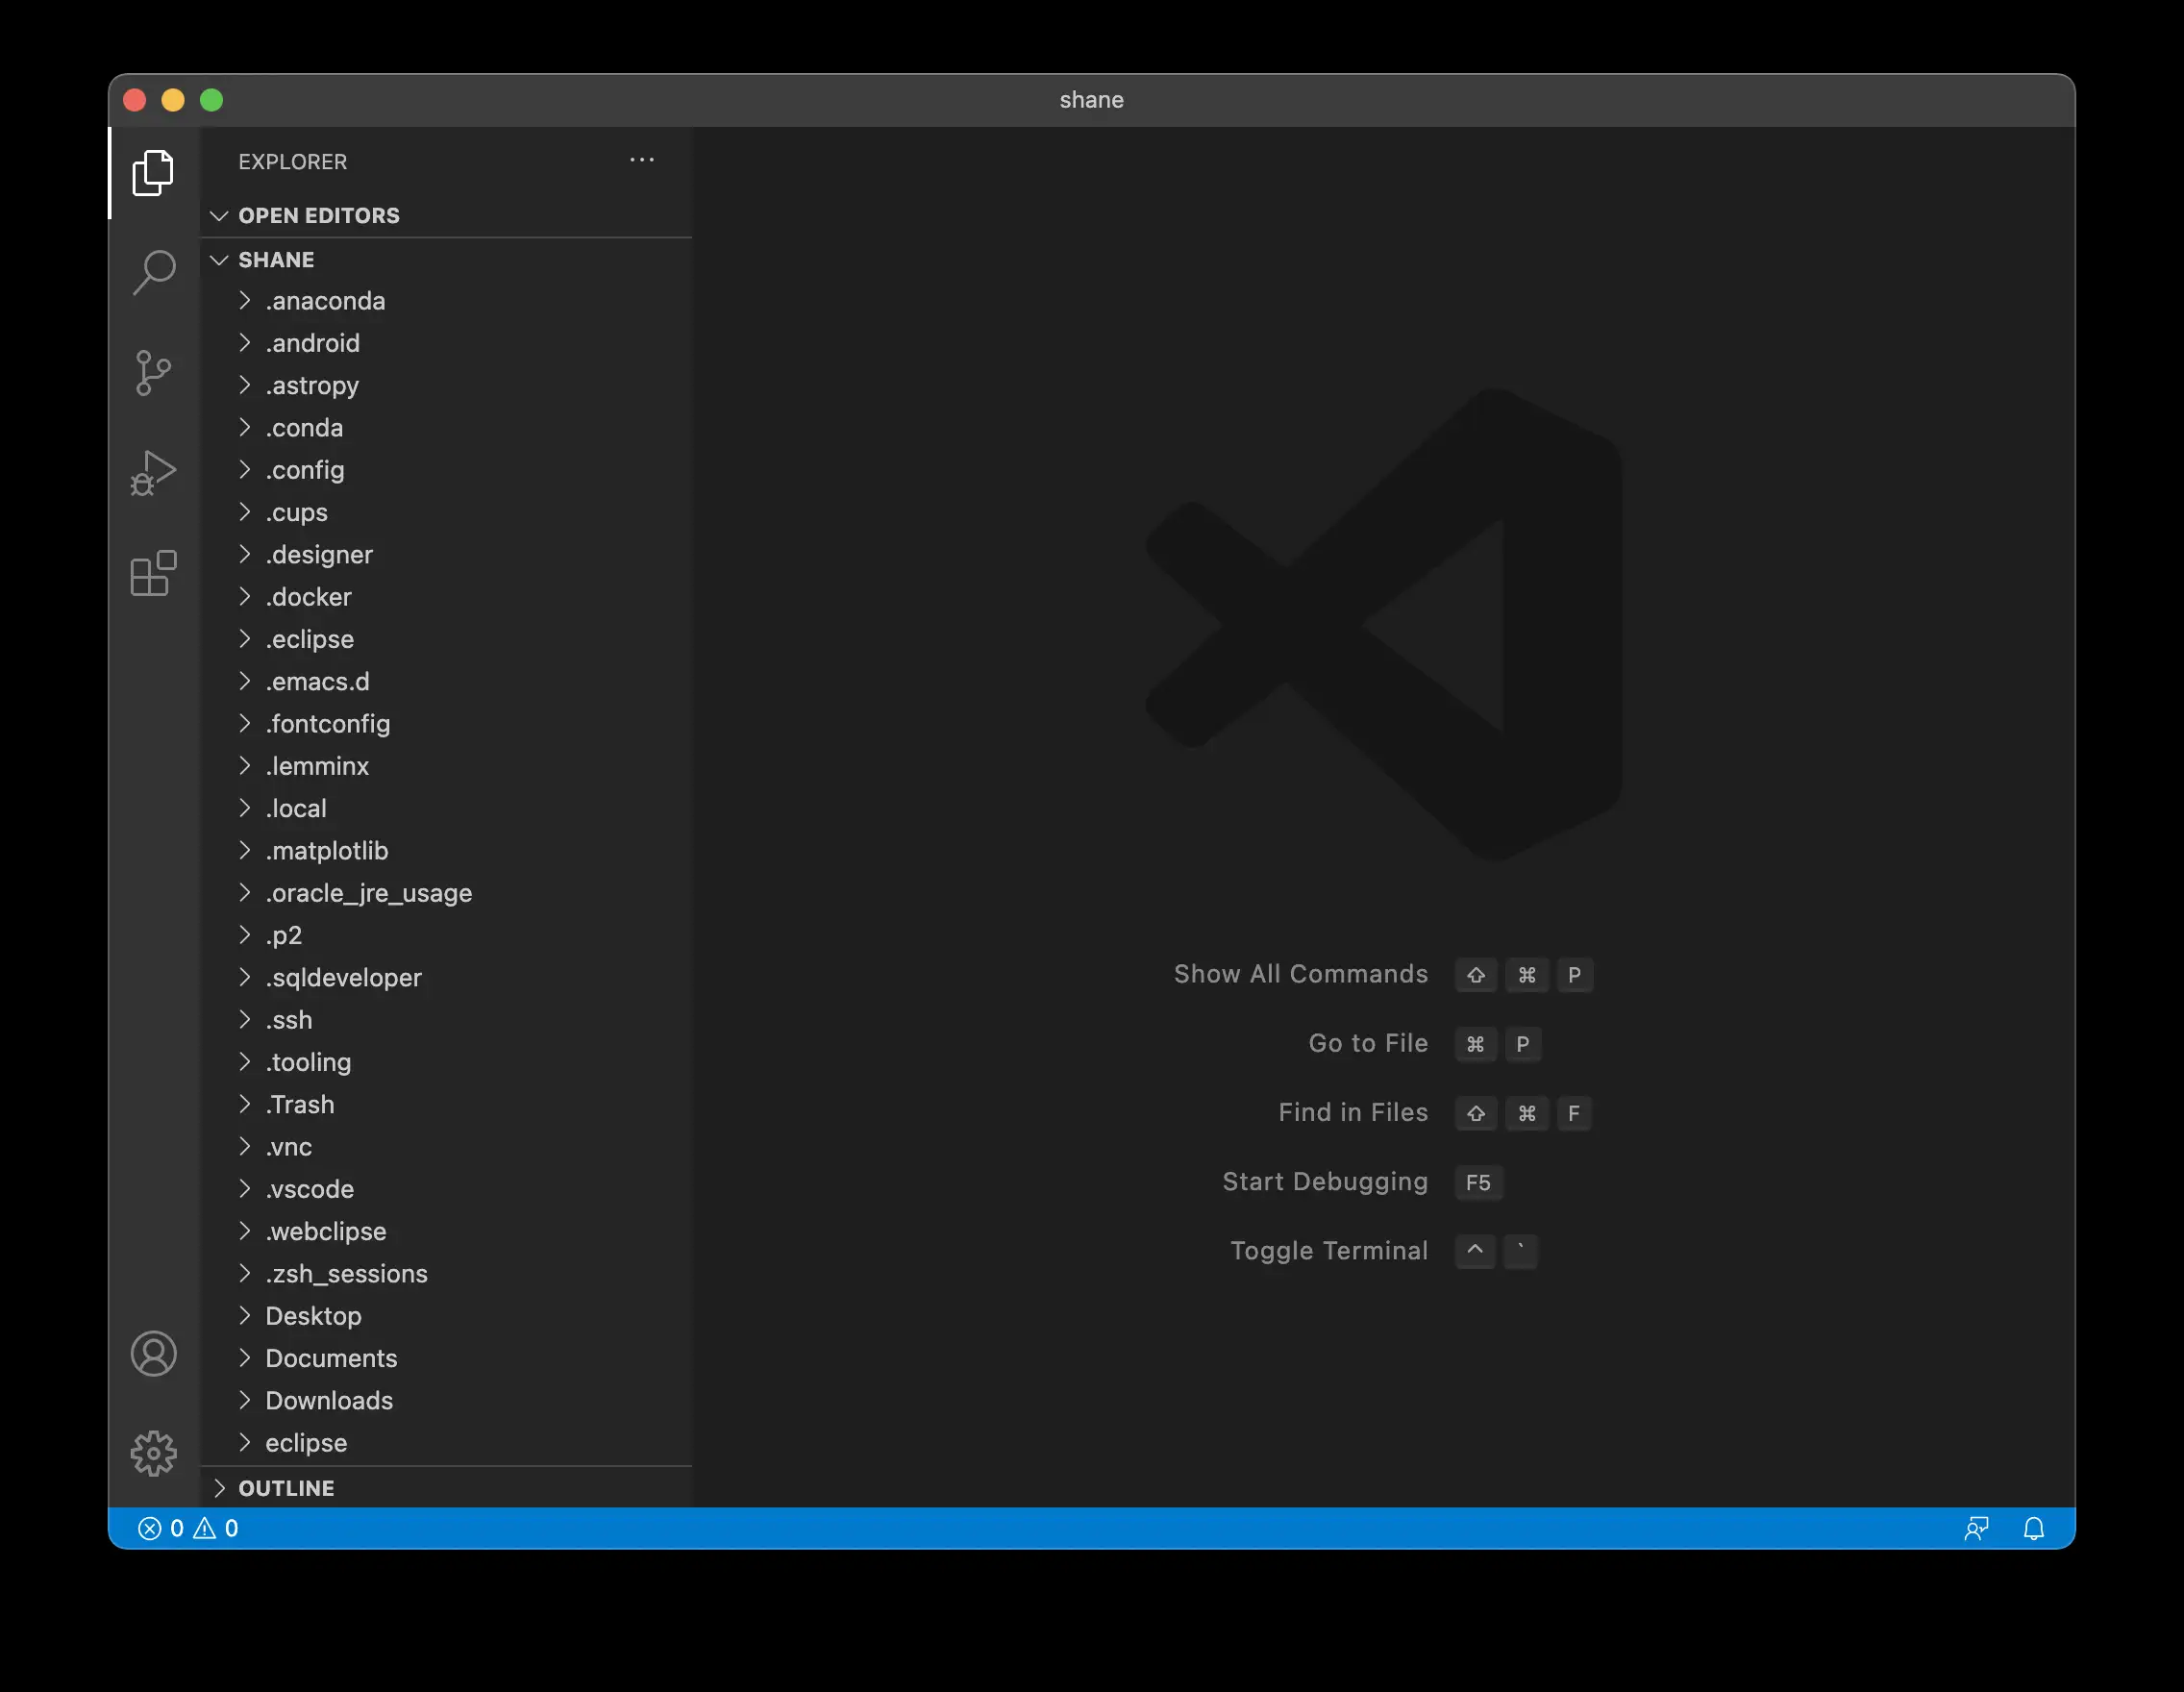 shane
EXPLORER
OPEN EDITORS
SHANE
.anaconda
.android
.astropy
.conda
.config
.cups
.designer
.docker
.eclipse
.emacs.d
.fontconfig
.lemminx
.local
.matplotlib
.oracle_jre_usage
.p2
.sqldeveloper
.ssh
.tooling
.Trash
.vnc
.vscode
.webclipse
.zsh_sessions
Desktop
Documents
Downloads
eclipse
OUTLINE
Show All Commands ⇧ ⌘ P
Go to File ⌘ P
Find in Files ⇧ ⌘ F
Start Debugging F5
Toggle Terminal ^ `
0 0